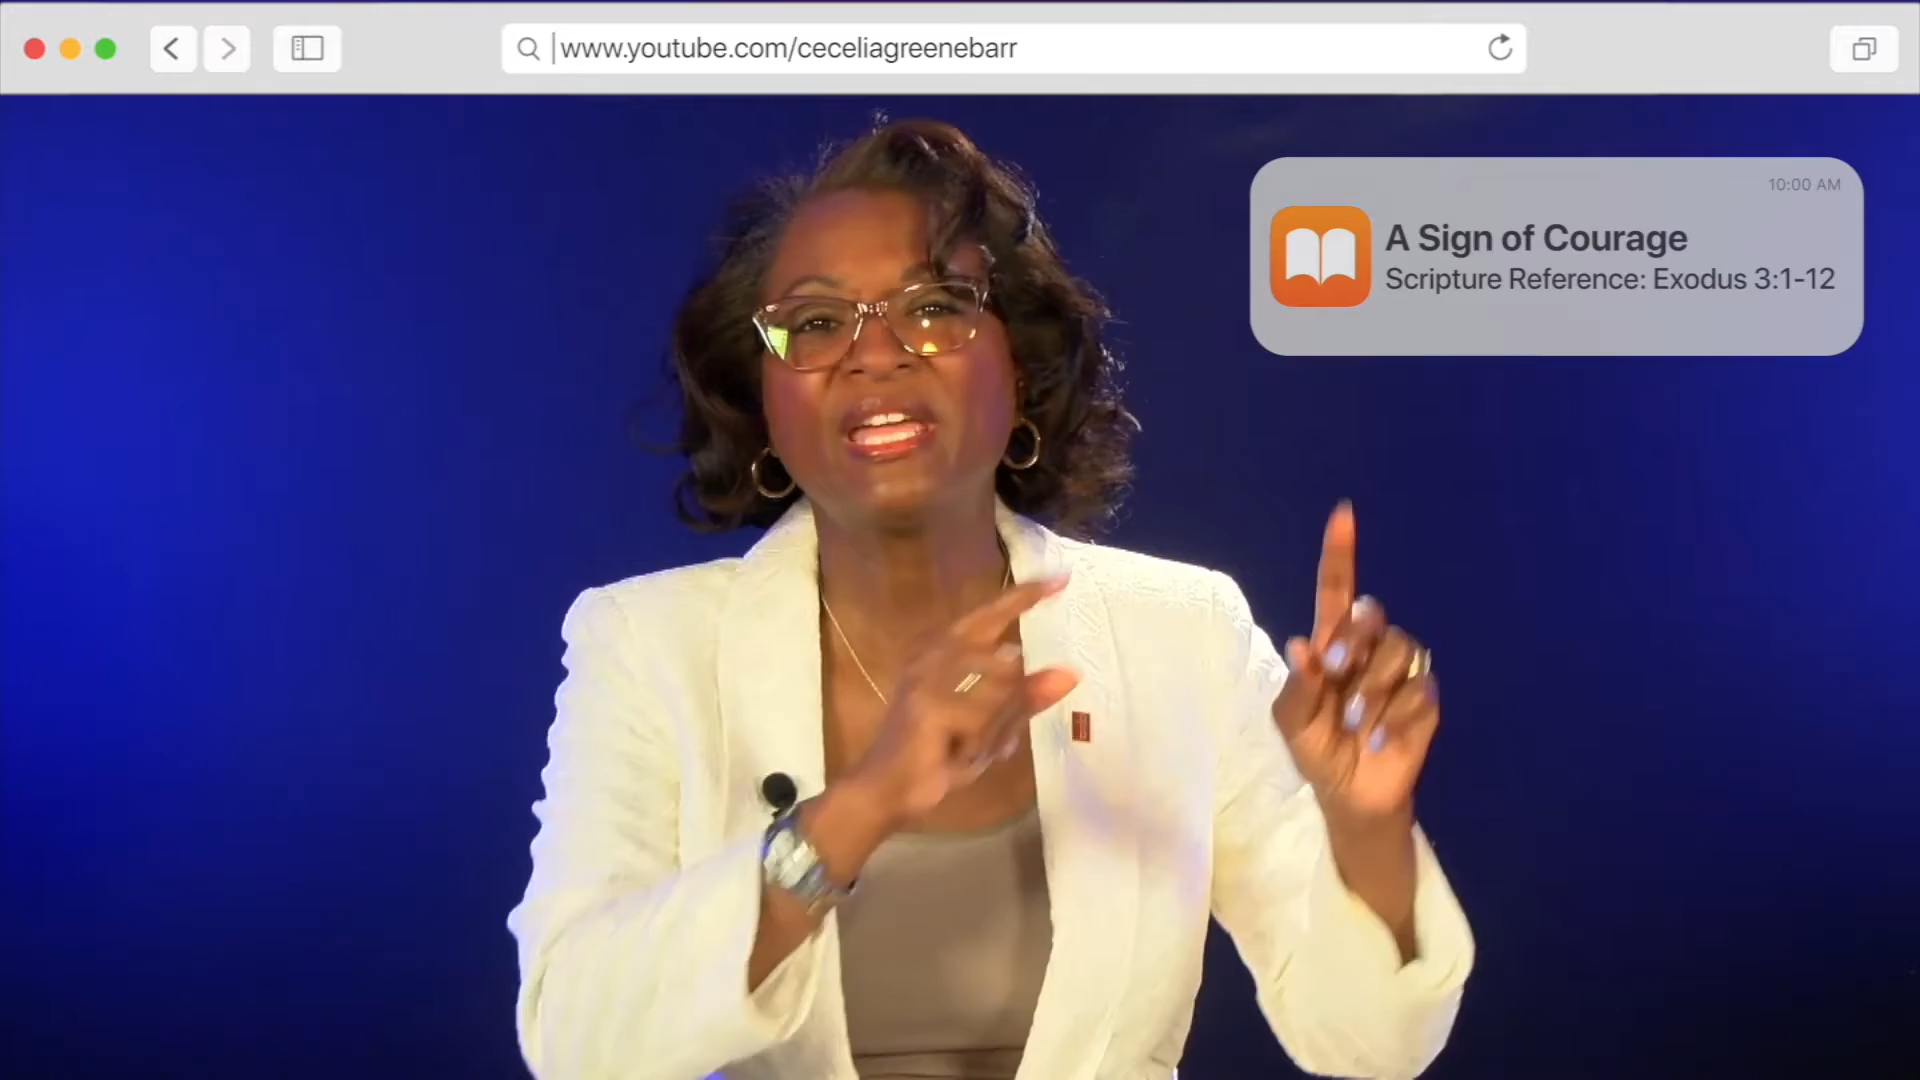 www.youtube.com/ceceliagreenebarr
10:00 AM
A Sign of Courage
Scripture Reference: Exodus 3:1-12